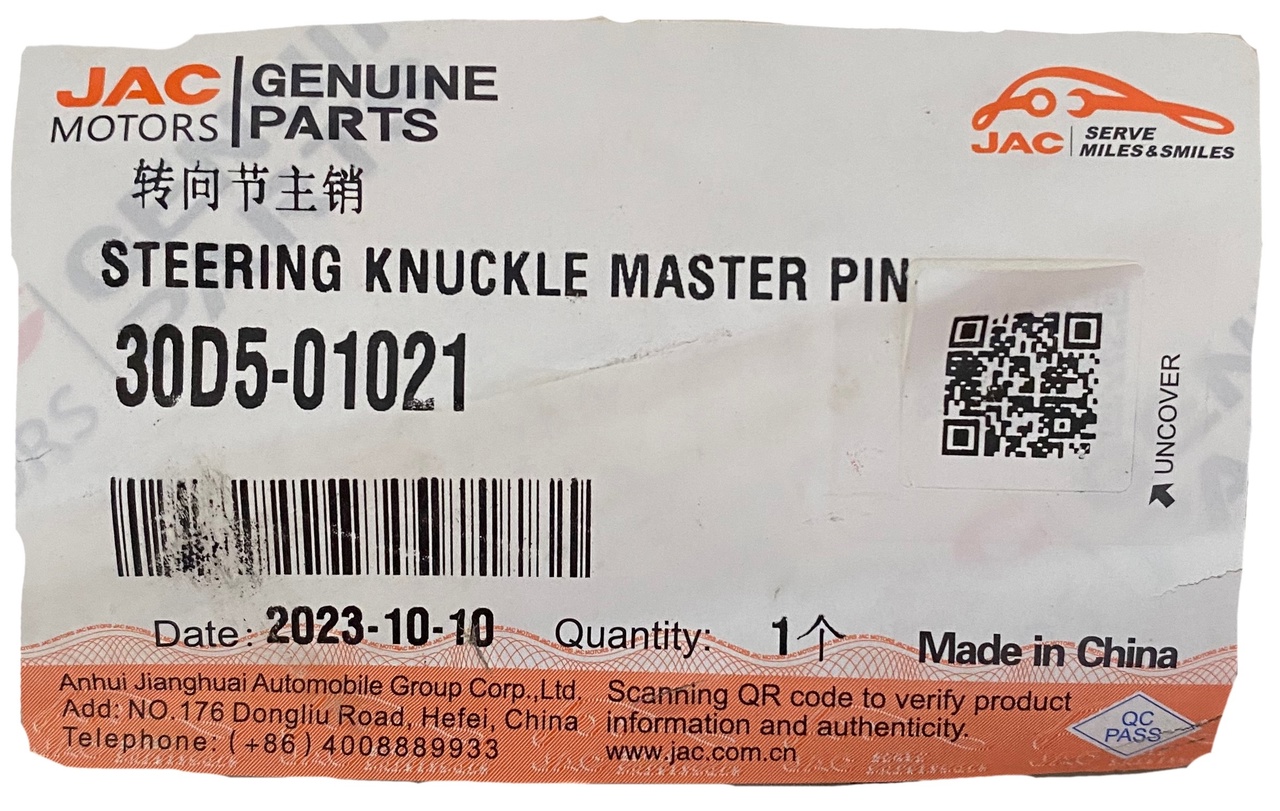 JAC MOTORS
GENUINE PARTS
JAC
SERVE
MILES&SMILES
转向节主销
STEERING KNUCKLE MASTER PIN
30D5-01021
UNCOVER
Date: 2023-10-10 Quantity: 1个 Made in China
Anhui Jianghuai Automobile Group Corp.,Ltd.
Add: NO.176 Dongliu Road, Hefei, China
Telephone: (+86) 4008889933
Scanning QR code to verify product
information and authenticity.
www.jac.com.cn
QC
PASS